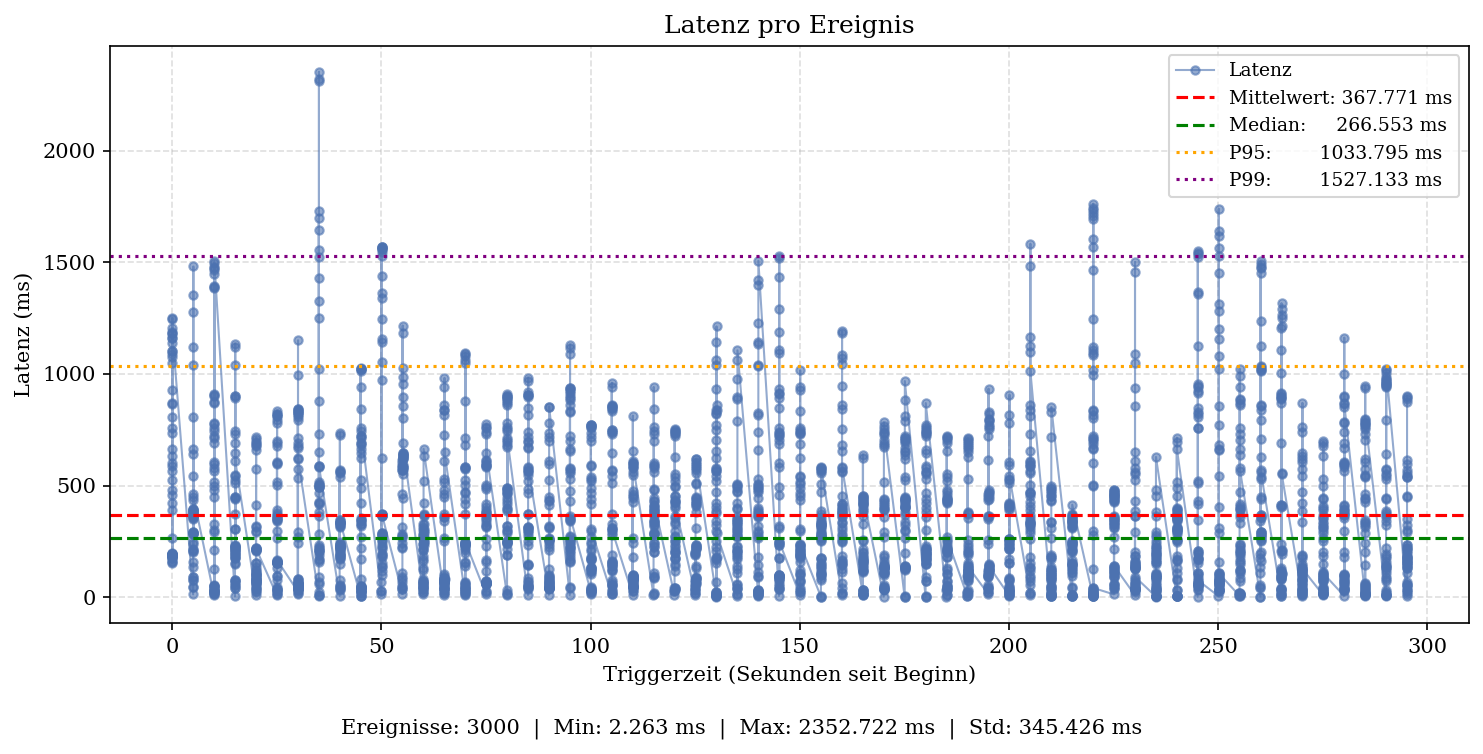 Latenz pro Ereignis
Latenz (ms)
2000
1500
1000
500
0
Latenz
Mittelwert: 367.771 ms
Median: 266.553 ms
P95: 1033.795 ms
P99: 1527.133 ms
0 50 100 150 200 250 300
Triggerzeit (Sekunden seit Beginn)
Ereignisse: 3000 | Min: 2.263 ms | Max: 2352.722 ms | Std: 345.426 ms